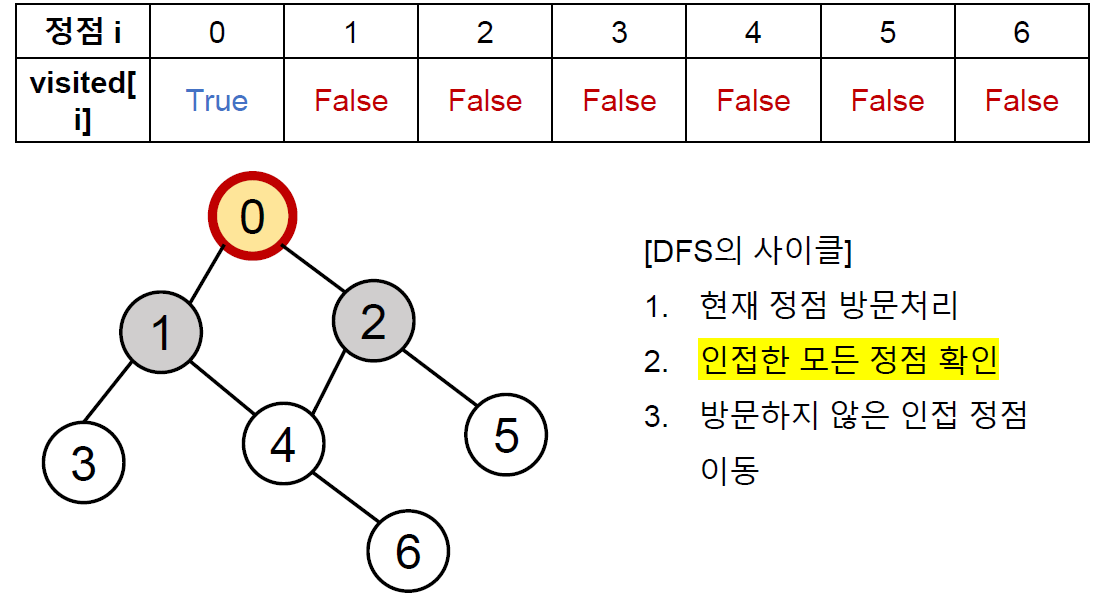 정점 i 0 1 2 3 4 5 6
visited[
i] True False False False False False False
0
1 2
3 4 5
6
[DFS의 사이클]
1. 현재 정점 방문처리
2. 인접한 모든 정점 확인
3. 방문하지 않은 인접 정점
이동